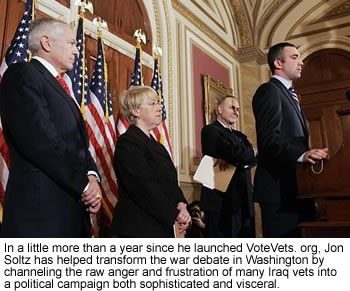 In a little more than a year since he launched VoteVets. org, Jon
Soltz has helped transform the war debate in Washington by
channeling the raw anger and frustration of many Iraq vets into
a political campaign both sophisticated and visceral.